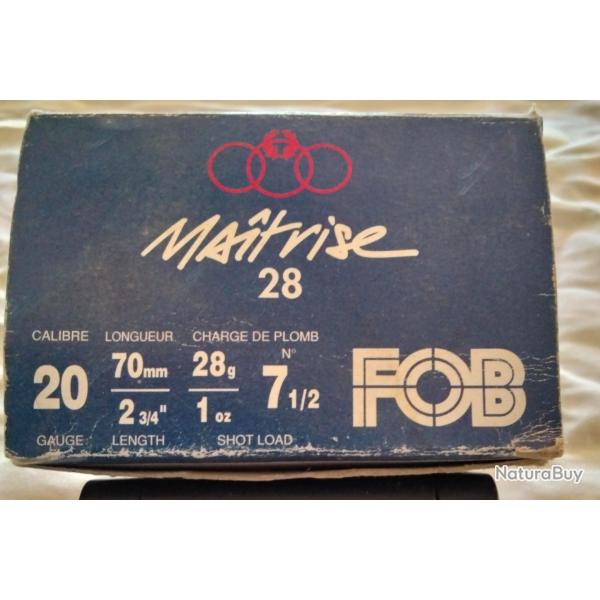 Maîtrise
28
CALIBRE LONGUEUR CHARGE DE PLOMB
20 70mm 28g N° 7 1/2 FOB
2 3/4" 1 oz
GAUGE LENGTH SHOT LOAD
NaturaBuy